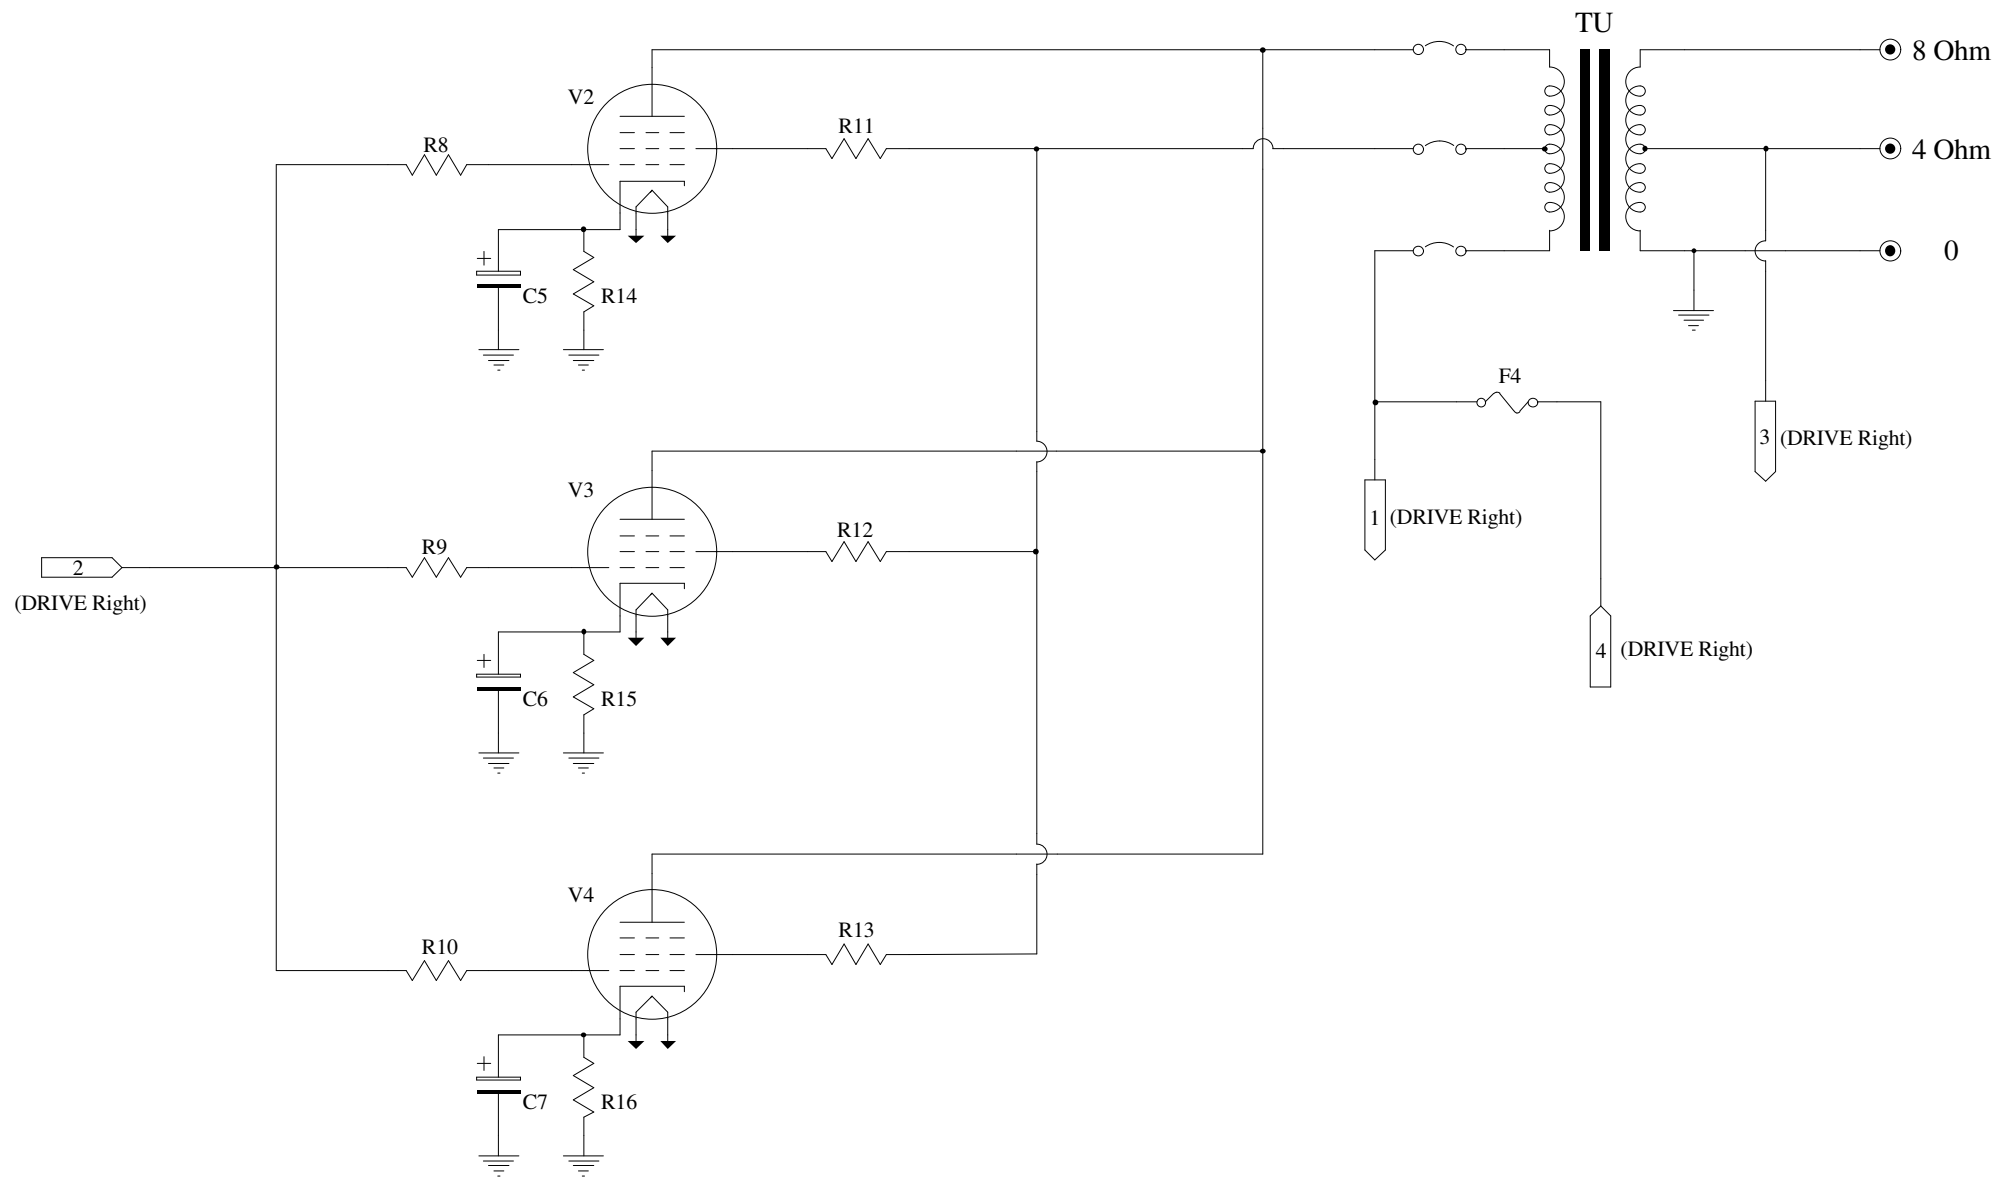 TU
8 Ohm
V2
R11
R8
4 Ohm
+
C5
R14
0
F4
3
(DRIVE Right)
V3
R12
1
(DRIVE Right)
R9
2
(DRIVE Right)
+
C6
R15
4
(DRIVE Right)
V4
R13
R10
+
C7
R16